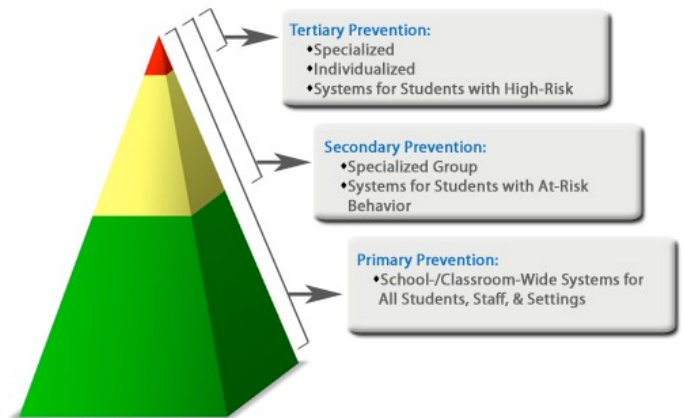 Tertiary Prevention:
♦Specialized
♦Individualized
♦Systems for Students with High-Risk
Secondary Prevention:
♦Specialized Group
♦Systems for Students with At-Risk
Behavior
Primary Prevention:
♦School-/Classroom-Wide Systems for
All Students, Staff, & Settings